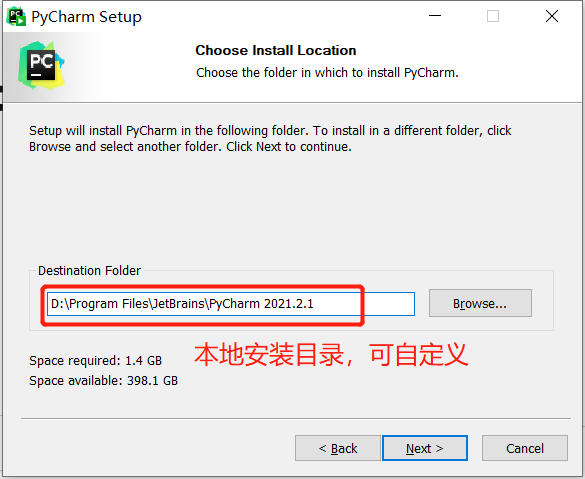 PyCharm Setup
PC
Choose Install Location
Choose the folder in which to install PyCharm.
Setup will install PyCharm in the following folder. To install in a different folder, click
Browse and select another folder. Click Next to continue.
Destination Folder
D:\Program Files\JetBrains\PyCharm 2021.2.1
Browse...
本地安装目录，可自定义
Space required: 1.4 GB
Space available: 398.1 GB
< Back
Next >
Cancel